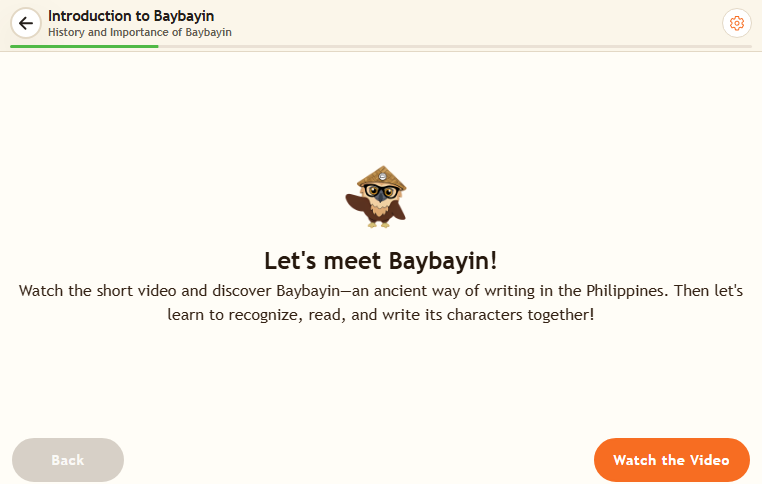 Introduction to Baybayin
History and Importance of Baybayin
Let's meet Baybayin!
Watch the short video and discover Baybayin—an ancient way of writing in the Philippines. Then let's
learn to recognize, read, and write its characters together!
Back
Watch the Video